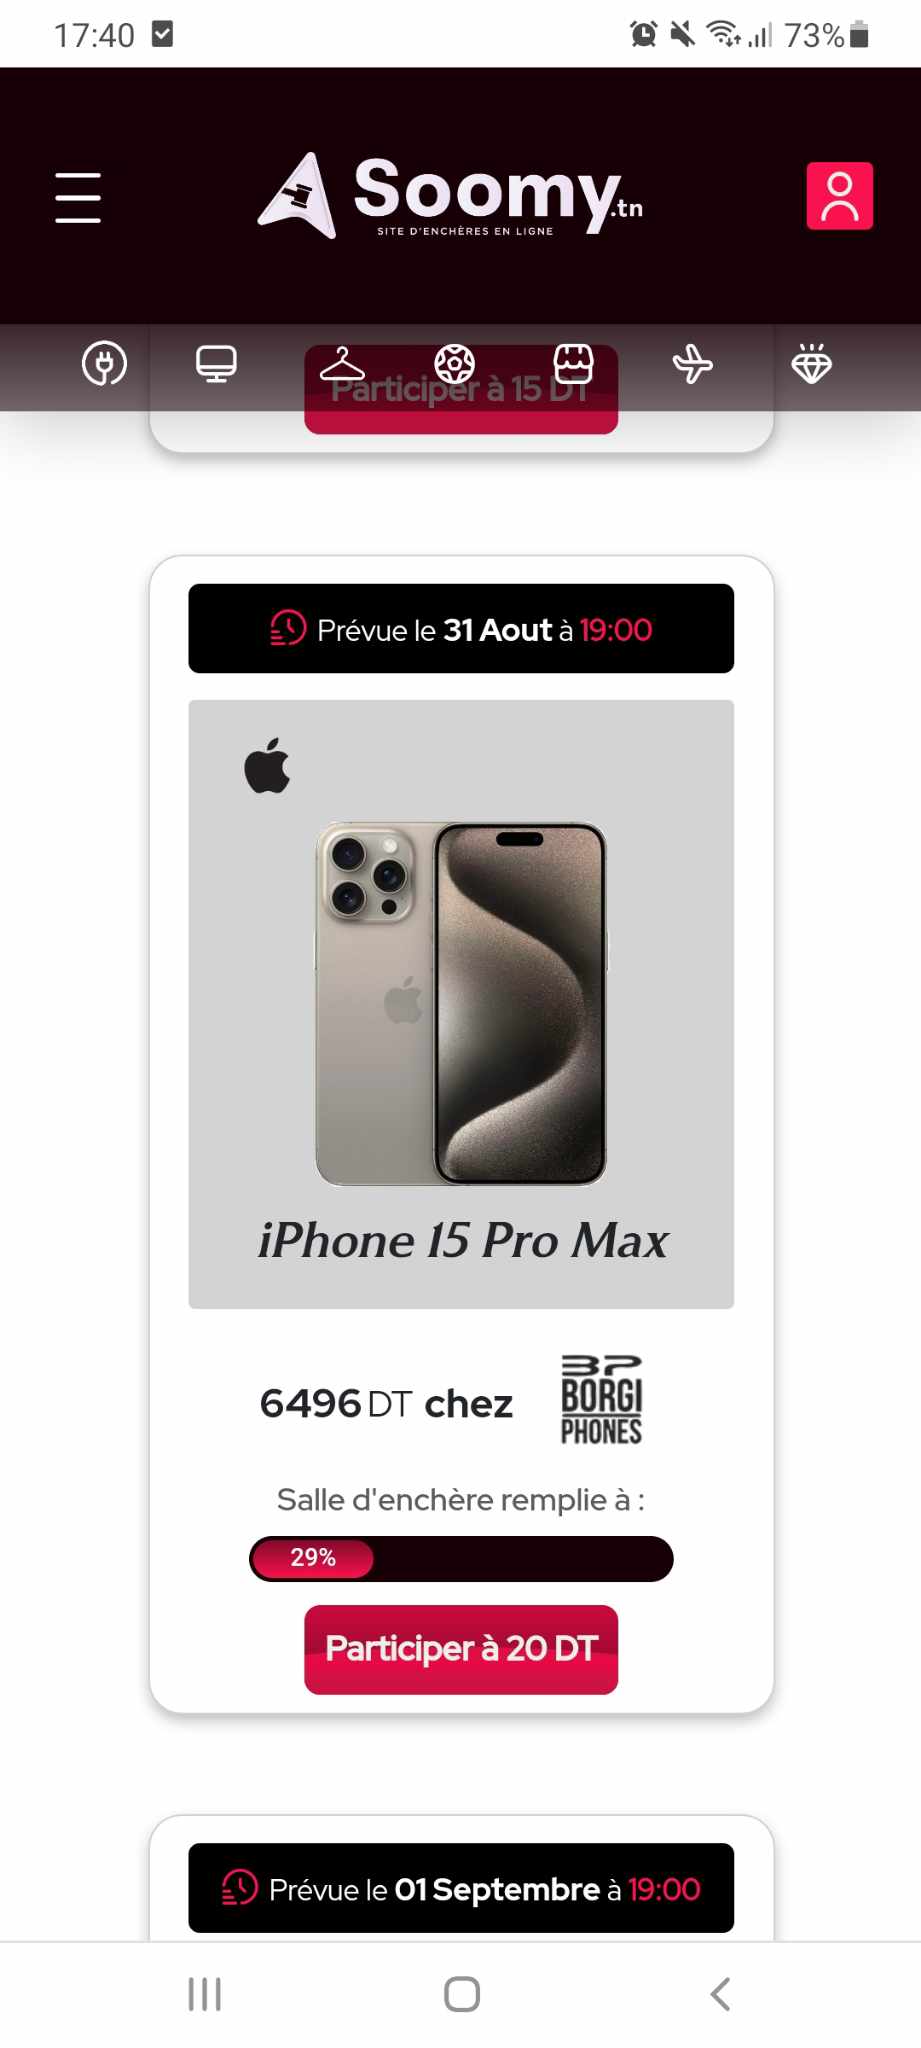 17:40
73%
Soomy.tn
SITE D'ENCHÈRES EN LIGNE
Participer à 15 DT
Prévue le 31 Aout à 19:00
iPhone 15 Pro Max
6496 DT chez
BP
BORGI
PHONES
Salle d'enchère remplie à :
29%
Participer à 20 DT
Prévue le 01 Septembre à 19:00